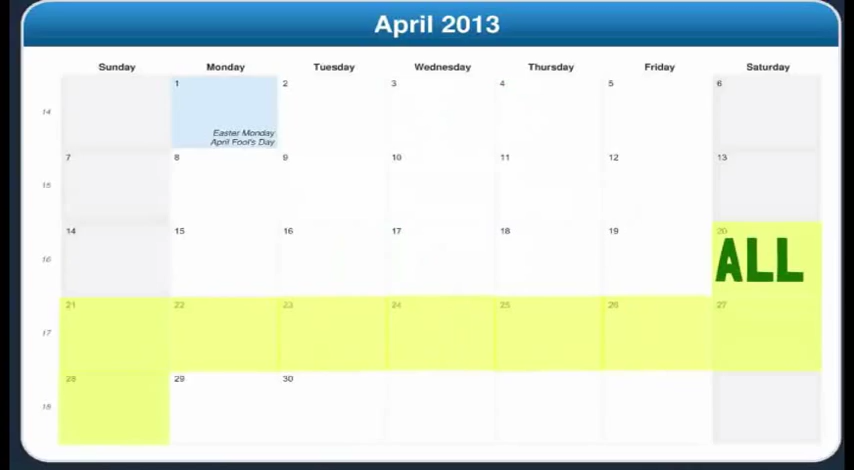 April 2013
Sunday Monday Tuesday Wednesday Thursday Friday Saturday
14 1 2 3 4 5 6
Easter Monday
April Fool's Day
15 7 8 9 10 11 12 13
16 14 15 16 17 18 19 20
ALL
17 21 22 23 24 25 26 27
18 28 29 30